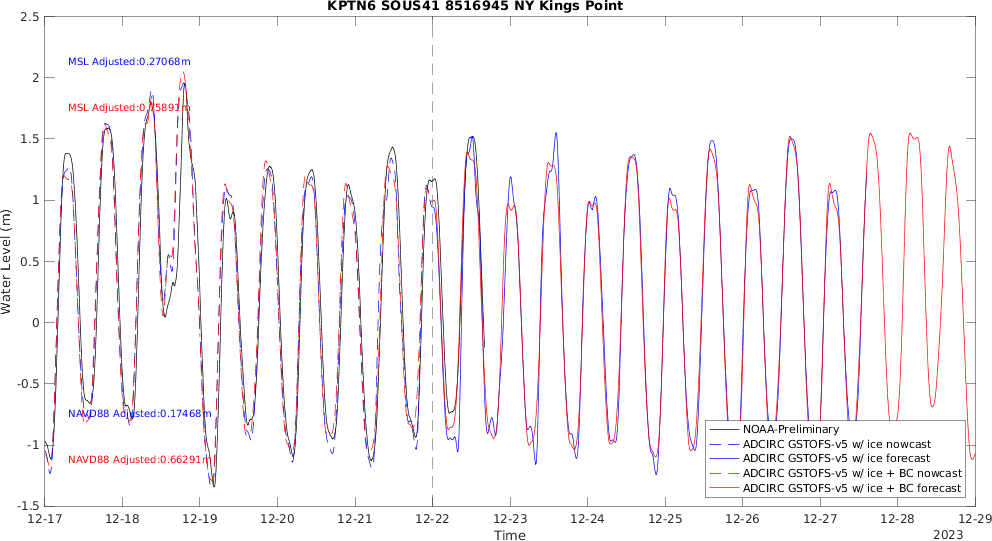 KPTN6 SOUS41 8516945 NY Kings Point
2.5
2
1.5
1
0.5
0
-0.5
-1
-1.5
Water Level (m)
MSL Adjusted:0.27068m
MSL Adjusted:0.75891m
NAVD88 Adjusted:0.17468m
NAVD88 Adjusted:0.66291m
NOAA-Preliminary
ADCIRC GSTOFS-v5 w/ ice nowcast
ADCIRC GSTOFS-v5 w/ ice forecast
ADCIRC GSTOFS-v5 w/ ice + BC nowcast
ADCIRC GSTOFS-v5 w/ ice + BC forecast
12-17 12-18 12-19 12-20 12-21 12-22 12-23 12-24 12-25 12-26 12-27 12-28 12-29
Time
2023